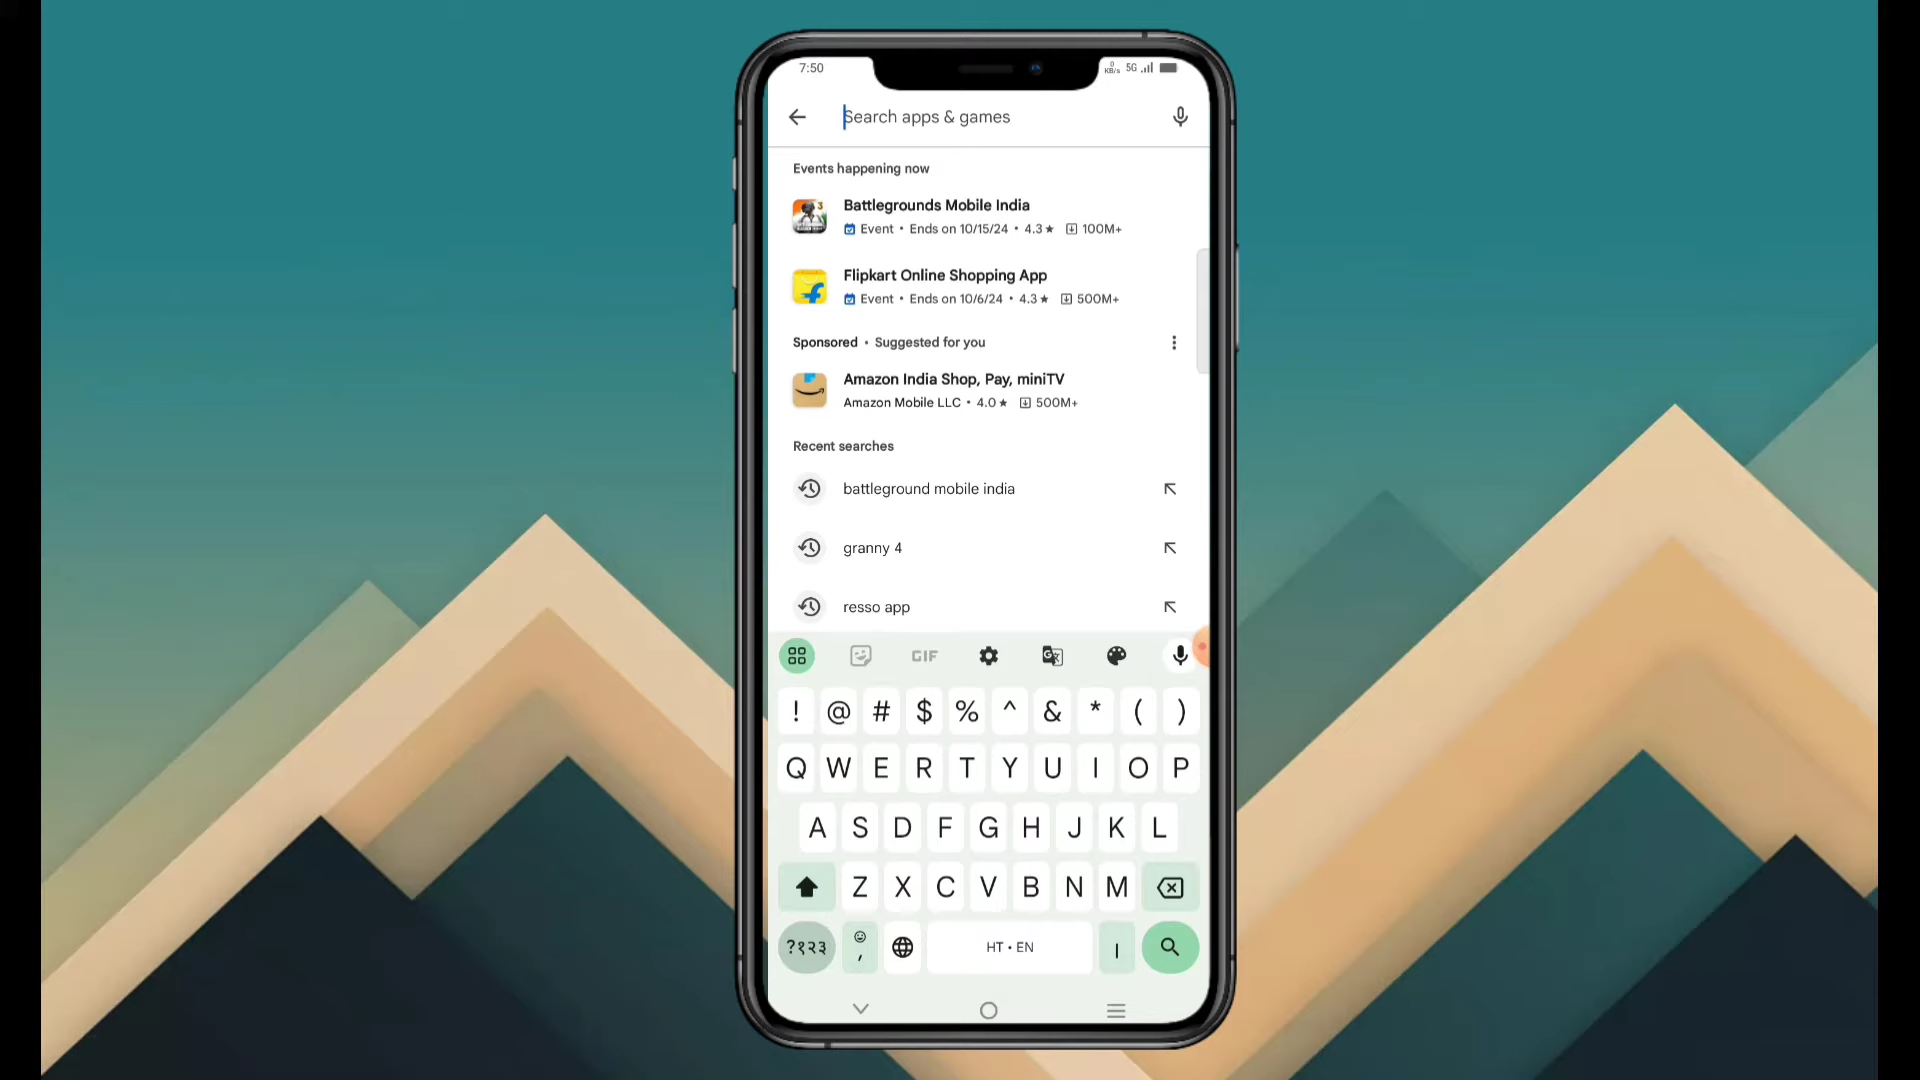 7:50
0 KB/s 5G
Search apps & games
Events happening now
Battlegrounds Mobile India
Event • Ends on 10/15/24 • 4.3★ 100M+
Flipkart Online Shopping App
Event • Ends on 10/6/24 • 4.3★ 500M+
Sponsored • Suggested for you
Amazon India Shop, Pay, miniTV
Amazon Mobile LLC • 4.0★ 500M+
Recent searches
battleground mobile india
granny 4
resso app
GIF
! @ # $ % ^ & * ( )
Q W E R T Y U I O P
A S D F G H J K L
Z X C V B N M
?१२३ , HT • EN ।